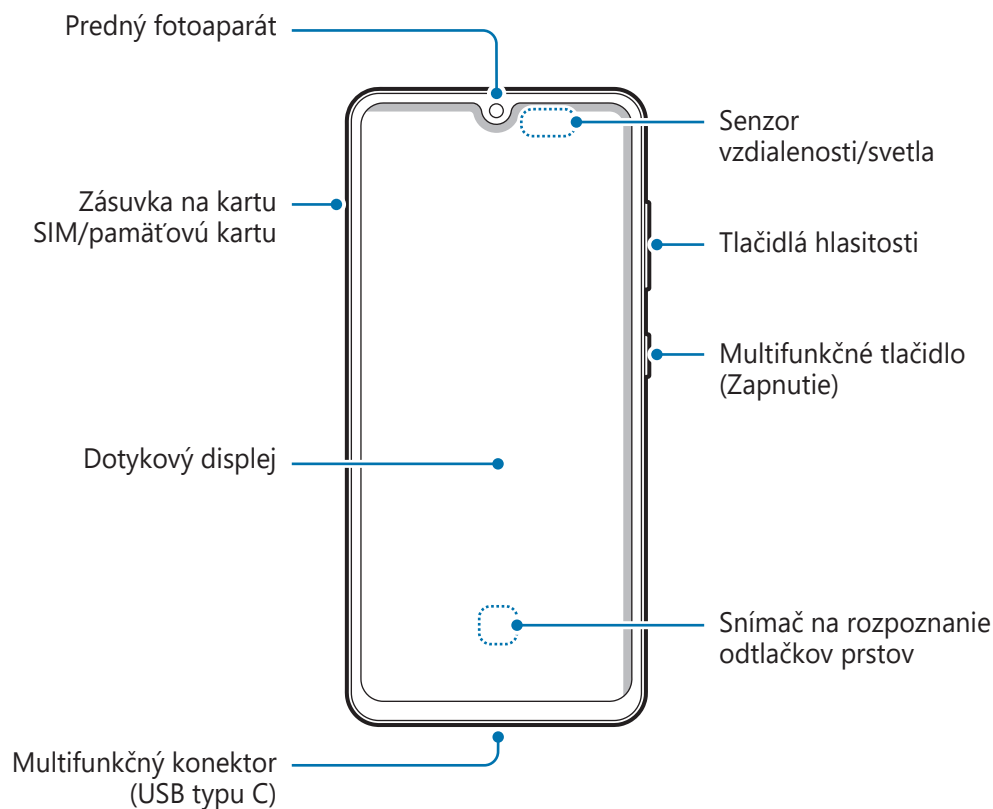 Predný fotoaparát
Senzor
vzdialenosti/svetla
Zásuvka na kartu
SIM/pamäťovú kartu
Tlačidlá hlasitosti
Multifunkčné tlačidlo
(Zapnutie)
Dotykový displej
Snímač na rozpoznanie
odtlačkov prstov
Multifunkčný konektor
(USB typu C)